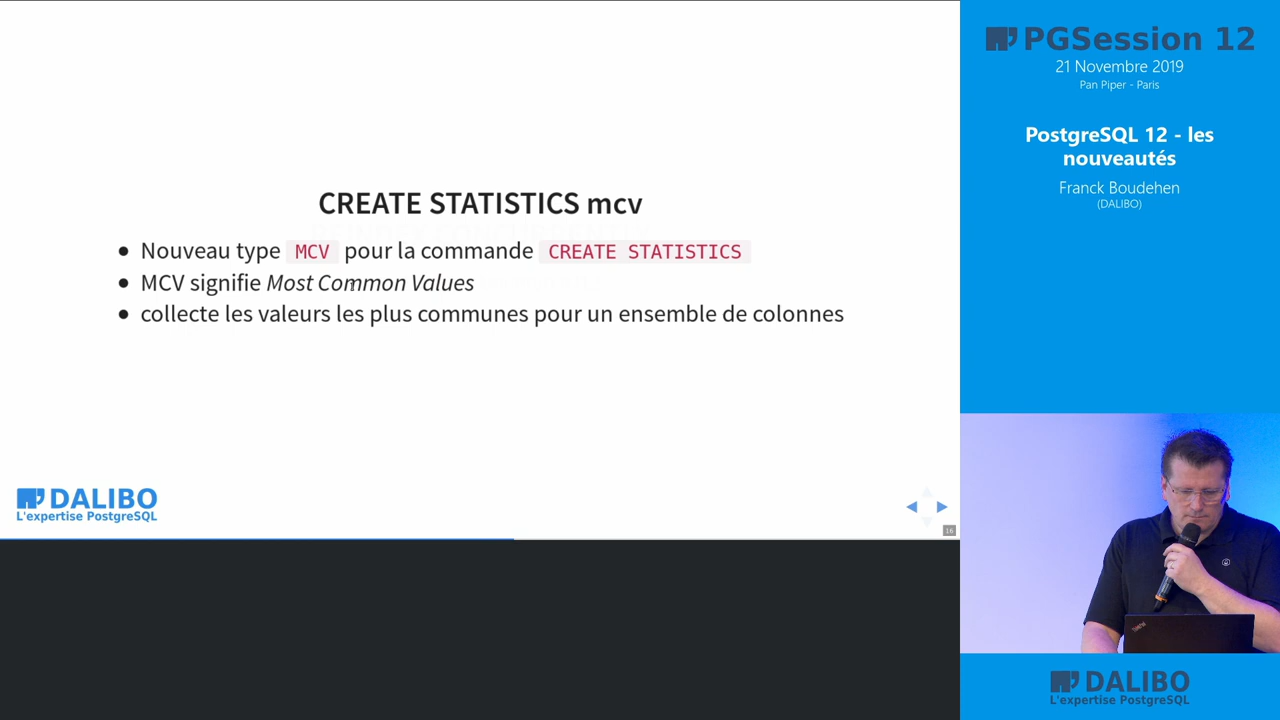 CREATE STATISTICS mcv
Nouveau type MCV pour la commande CREATE STATISTICS
MCV signifie Most Common Values
collecte les valeurs les plus communes pour un ensemble de colonnes
DALIBO
L'expertise PostgreSQL
16
PGSession 12
21 Novembre 2019
Pan Piper - Paris
PostgreSQL 12 - les
nouveautés
Franck Boudehen
(DALIBO)
ThinkPad
DALIBO
L'expertise PostgreSQL